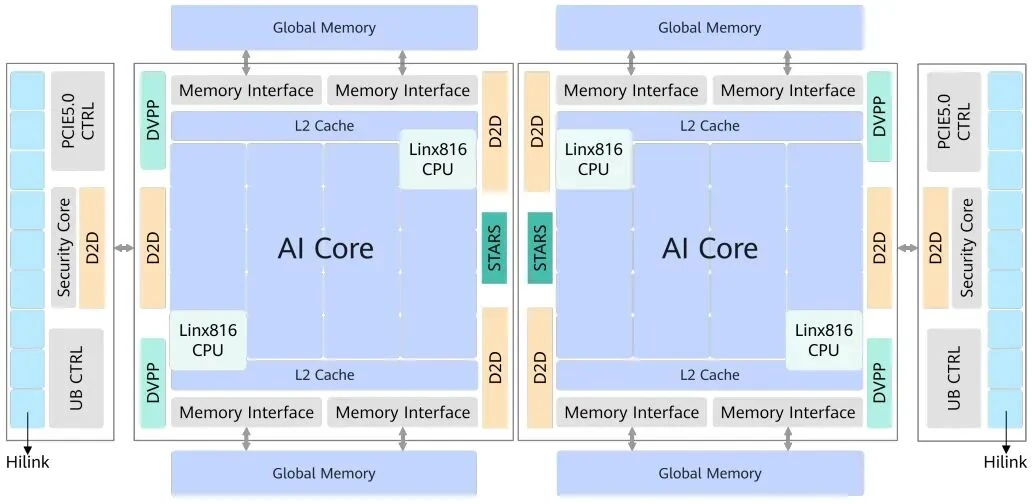 Global Memory
Global Memory
PCIE5.0
CTRL
DVPP
Memory Interface
Memory Interface
D2D
D2D
Memory Interface
Memory Interface
DVPP
PCIE5.0
CTRL
L2 Cache
L2 Cache
Linx816
CPU
Linx816
CPU
Security Core
D2D
D2D
AI Core
STARS
STARS
AI Core
D2D
D2D
Security Core
Linx816
CPU
Linx816
CPU
UB CTRL
DVPP
L2 Cache
D2D
D2D
L2 Cache
DVPP
UB CTRL
Memory Interface
Memory Interface
Memory Interface
Memory Interface
Hilink
Global Memory
Global Memory
Hilink